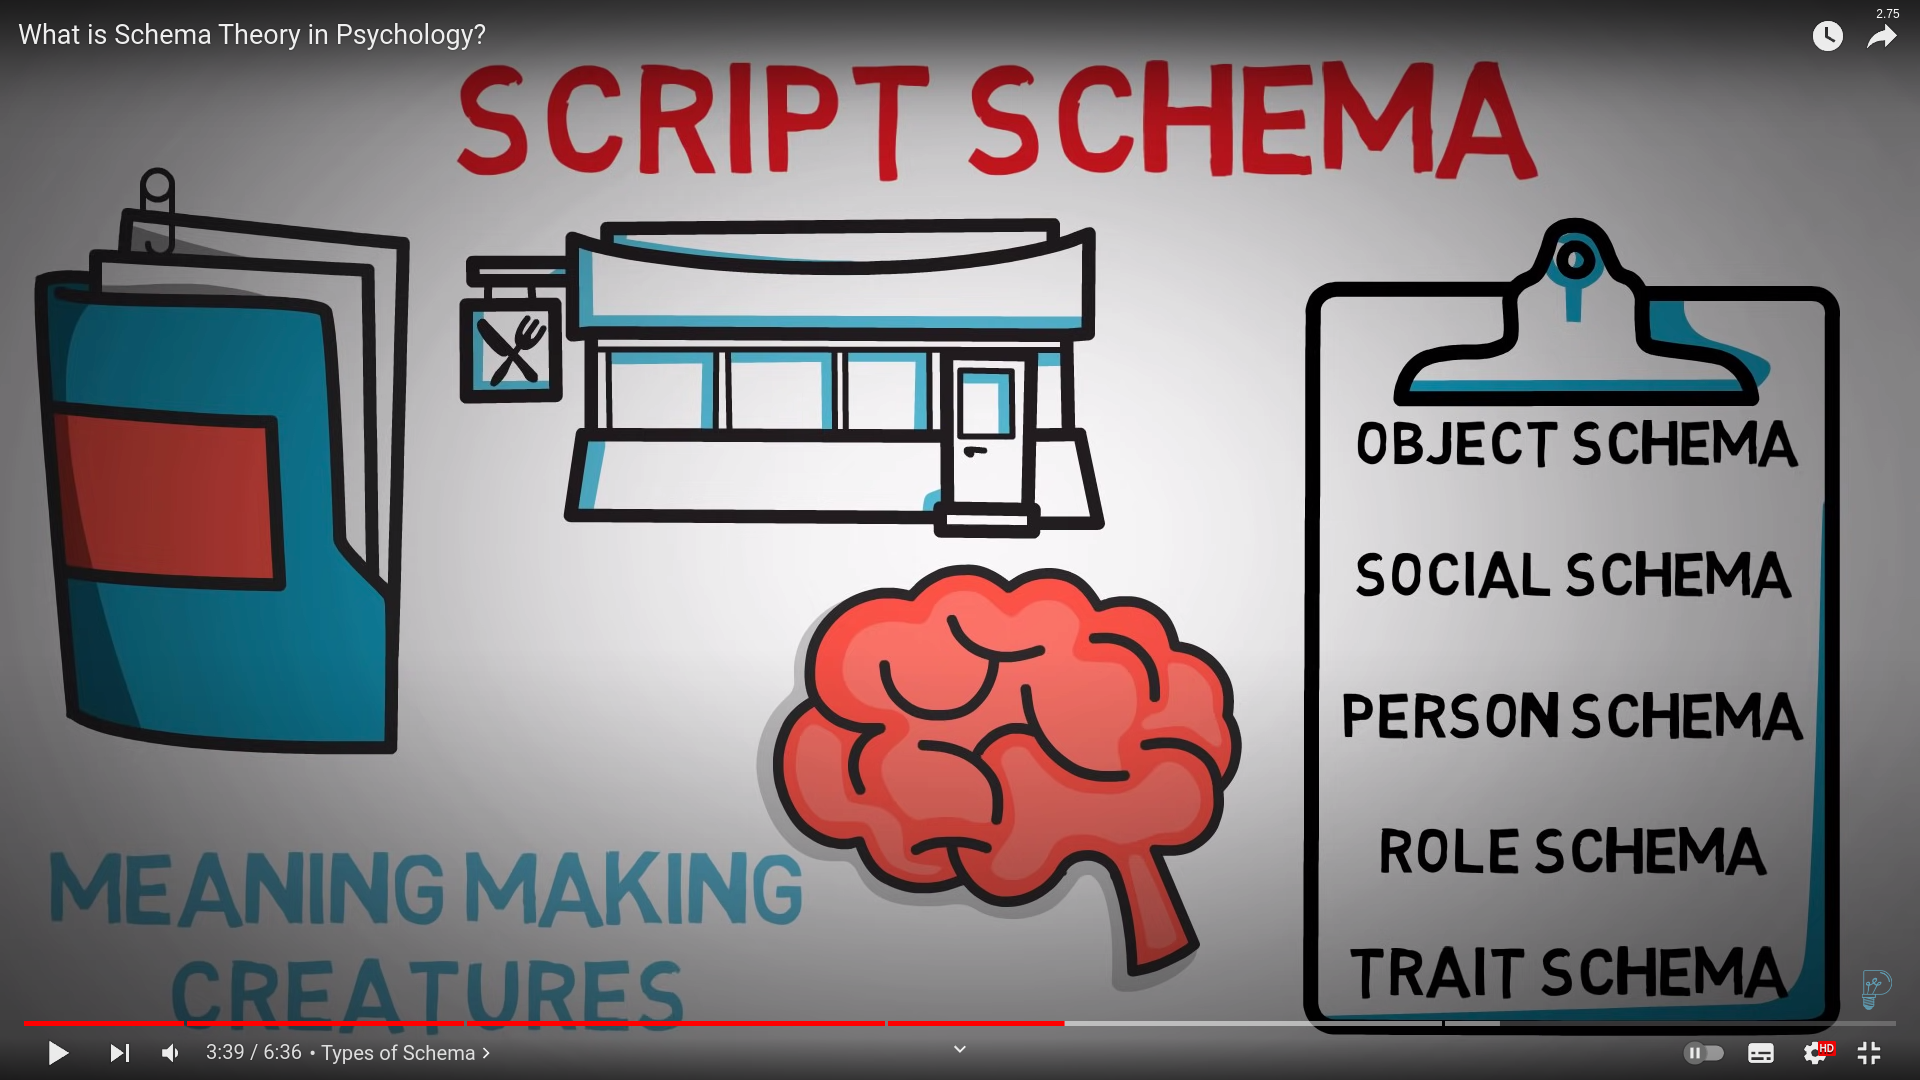 What is Schema Theory in Psychology?
2.75
SCRIPT SCHEMA
OBJECT SCHEMA
SOCIAL SCHEMA
PERSON SCHEMA
ROLE SCHEMA
TRAIT SCHEMA
MEANING MAKING
CREATURES
3:39 / 6:36 • Types of Schema
HD